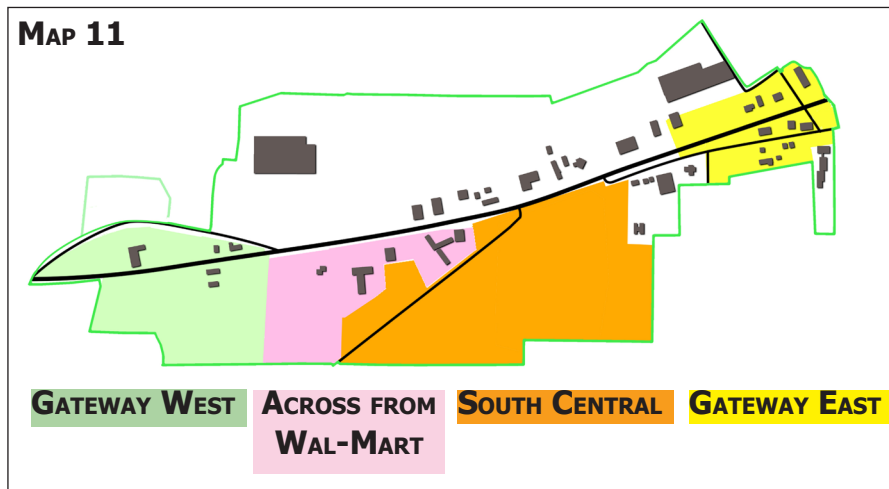 Map 11
Gateway West
Across from
Wal-Mart
South Central
Gateway East